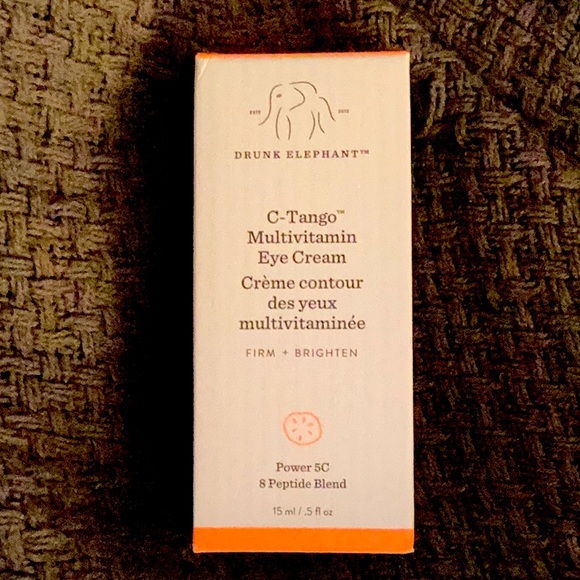 ESTD 2012
DRUNK ELEPHANT™
C-Tango™
Multivitamin
Eye Cream
Crème contour
des yeux
multivitaminée
FIRM + BRIGHTEN
Power 5C
8 Peptide Blend
15 ml / .5 fl oz